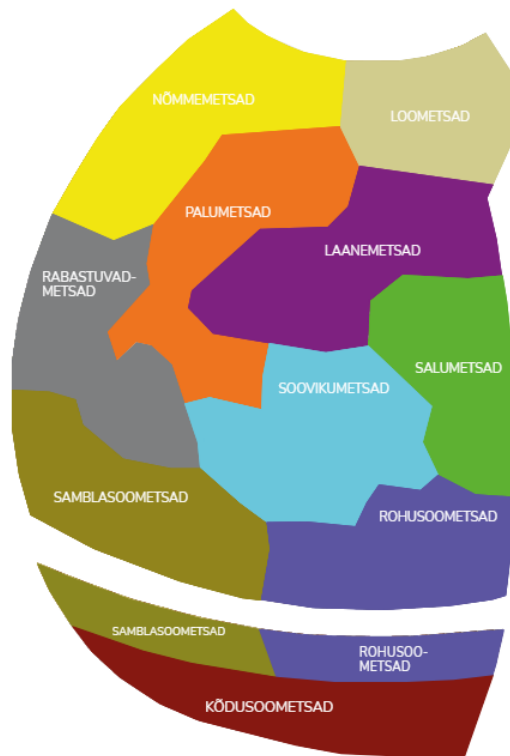 NÕMMEMETSAD
LOOMETSAD
PALUMETSAD
LAANEMETSAD
RABASTUVAD-
METSAD
SALUMETSAD
SOOVIKUMETSAD
SAMBLASOOMETSAD
ROHUSOOMETSAD
SAMBLASOOMETSAD
ROHUSOO-
METSAD
KÕDUSOOMETSAD